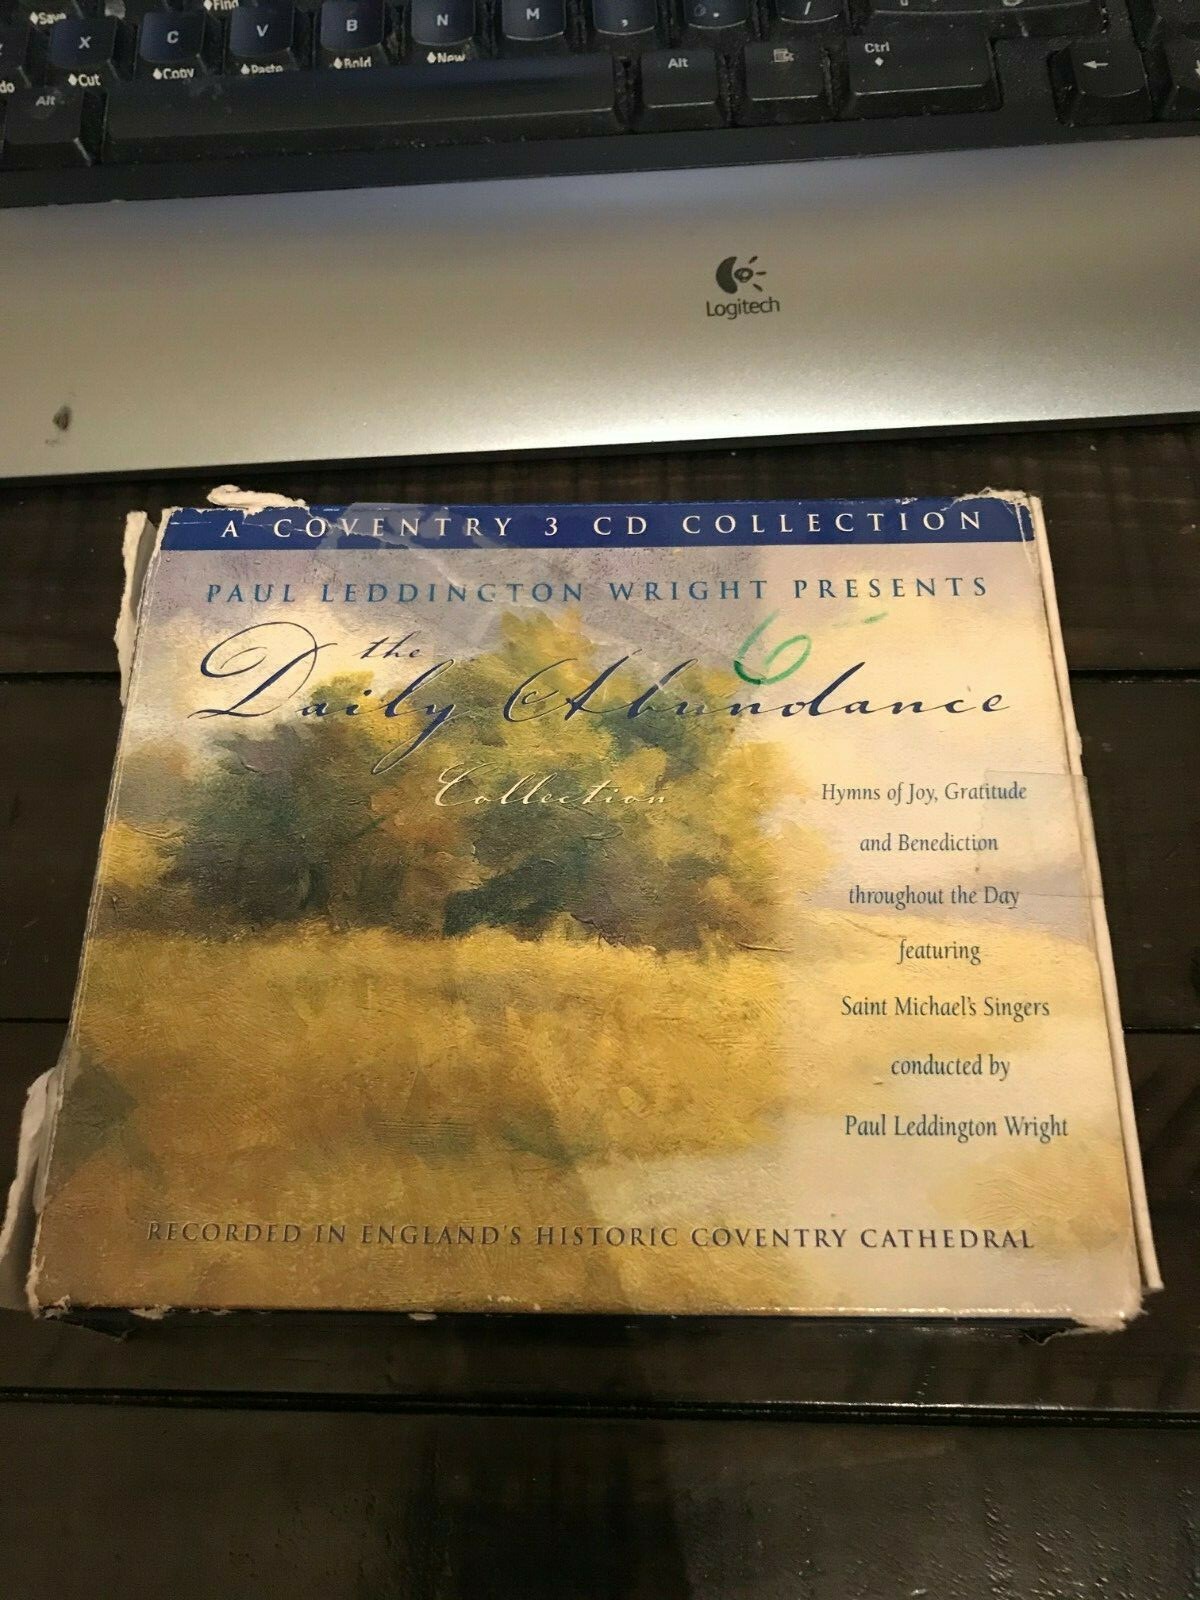 Save
Find
X
C
V
B
N
M
,
.
/
Cut
Copy
Paste
Bold
New
Alt
Alt
Ctrl
Logitech
A COVENTRY 3 CD COLLECTION
PAUL LEDDINGTON WRIGHT PRESENTS
6-
the
Daily Abundance
Collection
Hymns of Joy, Gratitude
and Benediction
throughout the Day
featuring
Saint Michael's Singers
conducted by
Paul Leddington Wright
RECORDED IN ENGLAND'S HISTORIC COVENTRY CATHEDRAL